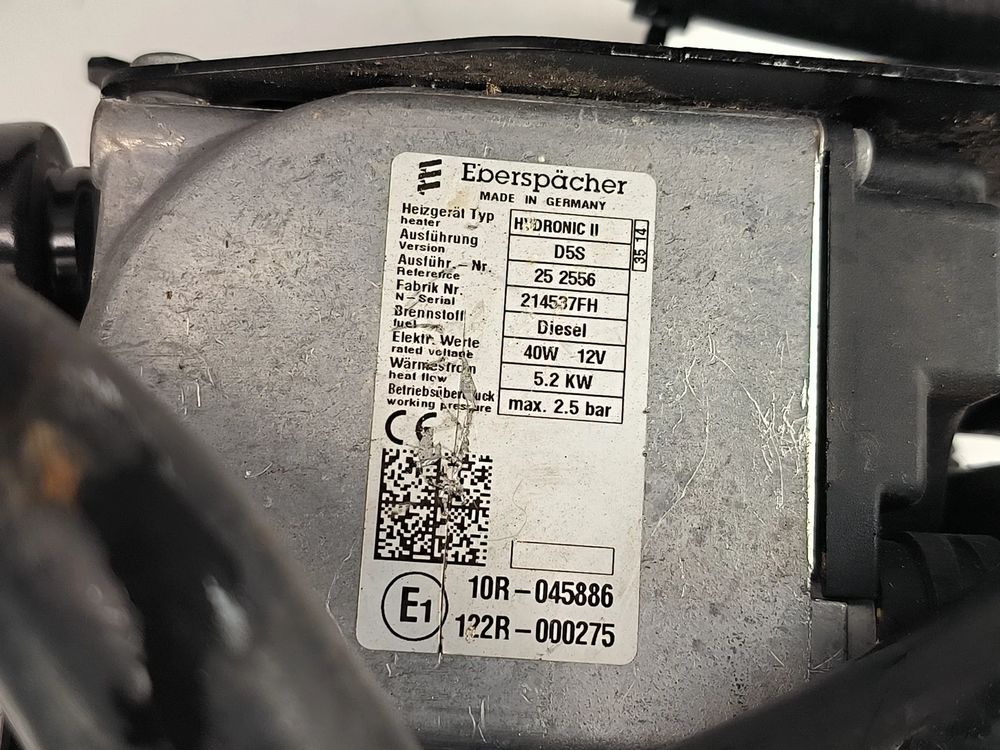 Eberspächer
MADE IN GERMANY
Heizgerät Typ
heater
HYDRONIC II
35 14
Ausführung
Version
D5S
Ausführ. - Nr.
Reference
25 2556
Fabrik Nr.
N - Serial
214537FH
Brennstoff
fuel
Diesel
Elektr. Werte
rated voltage
40W 12V
Wärmestrom
heat flow
5.2 KW
Betriebsüberdruck
working pressure
max. 2.5 bar
CE
E1
10R - 045886
122R - 000275